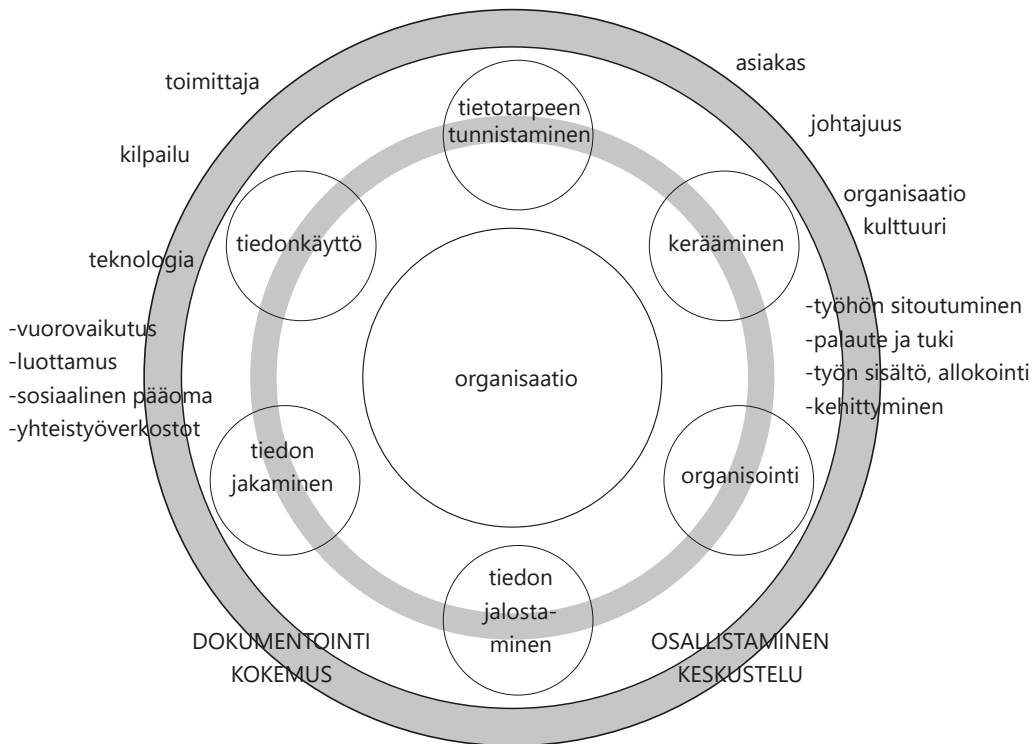 asiakas
toimittaja
johtajuus
kilpailu
organisaatio
kulttuuri
teknologia
tietotarpeen
tunnistaminen
tiedonkäyttö
kerääminen
-vuorovaikutus
-luottamus
-sosiaalinen pääoma
-yhteistyöverkostot
organisaatio
-työhön sitoutuminen
-palaute ja tuki
-työn sisältö, allokointi
-kehittyminen
tiedon
jakaminen
organisointi
tiedon
jalosta-
minen
DOKUMENTOINTI
KOKEMUS
OSALLISTAMINEN
KESKUSTELU